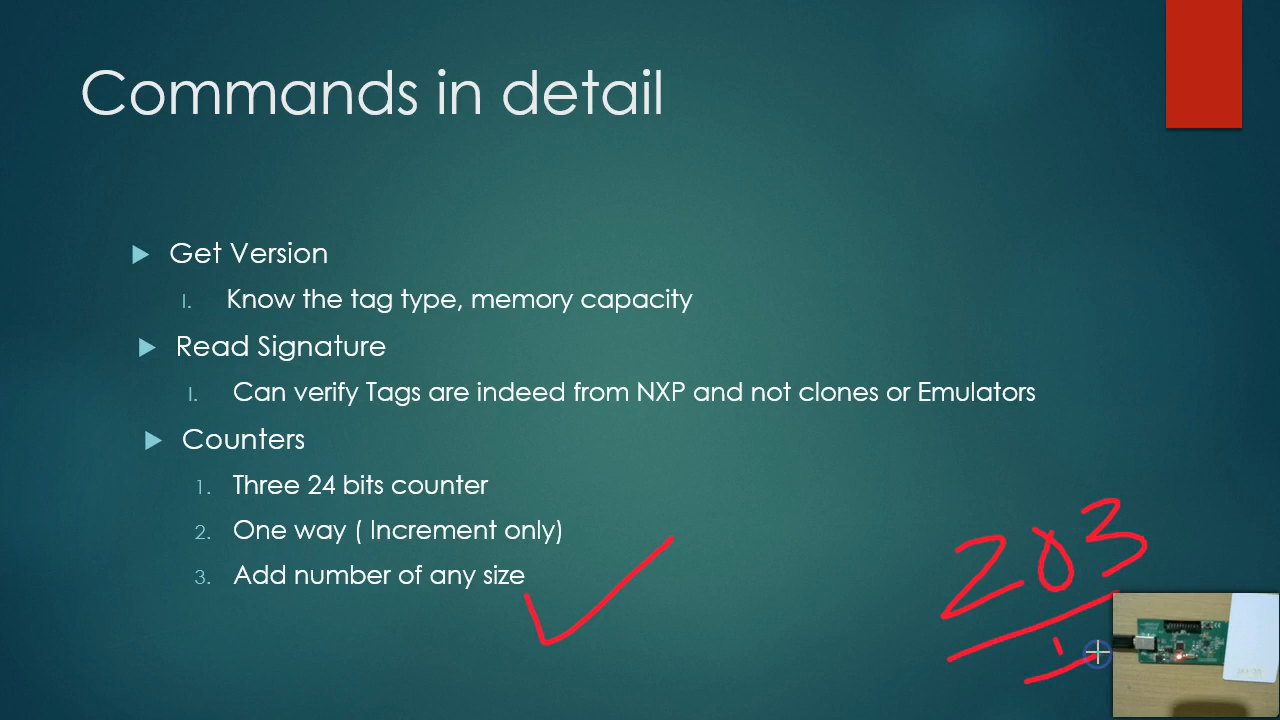 Commands in detail
Get Version
I. Know the tag type, memory capacity
Read Signature
I. Can verify Tags are indeed from NXP and not clones or Emulators
Counters
1. Three 24 bits counter
2. One way ( Increment only)
3. Add number of any size
203